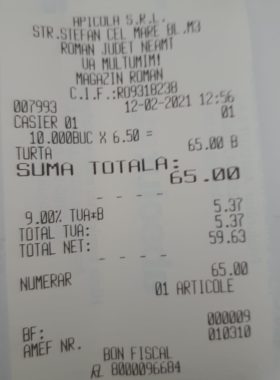 APICOLA S.R.L.
STR.STEFAN CEL MARE BL.M3
ROMAN JUDET NEAMT
VA MULTUMIM!
MAGAZIN ROMAN
C.I.F.:RO9318238
007993 12-02-2021 12:56
CASIER 01 01
10.000BUC X 6.50 =
TURTA 65.00 B
SUMA TOTALA:
65.00
- - - -
9.00% TVA*B 5.37
TOTAL TVA: 5.37
TOTAL NET: 59.63
- - - -
NUMERAR 65.00
01 ARTICOLE
- - - -
BF: 000009
AMEF NR. 010310
BON FISCAL
8000096684